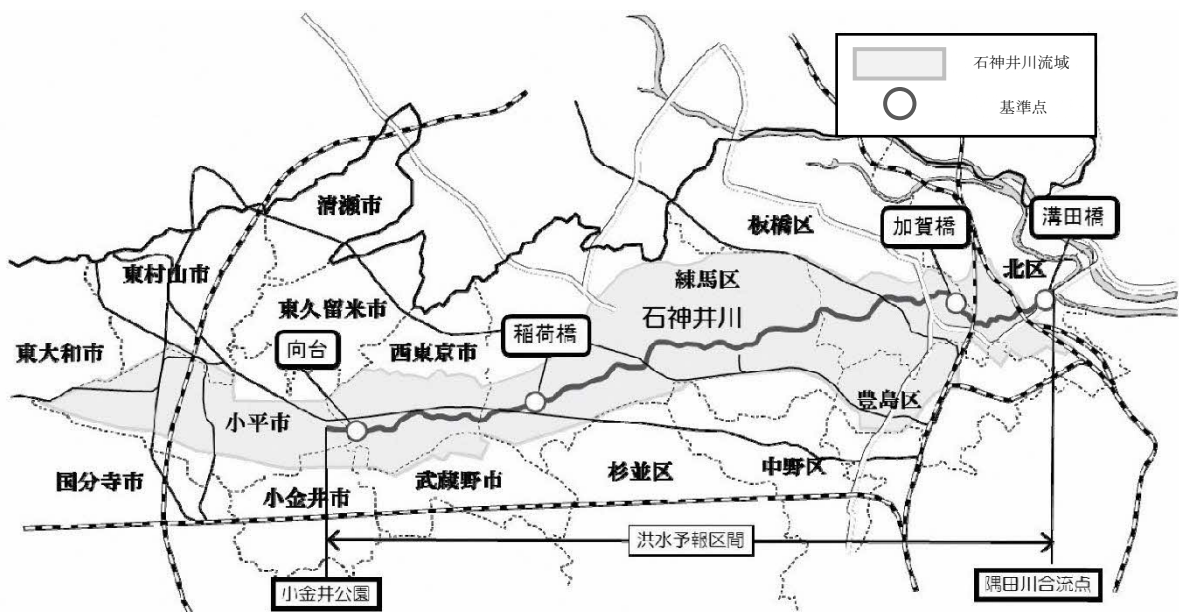 石神井川流域
基準点
清瀬市
板橋区
加賀橋
溝田橋
東村山市
練馬区
北区
東久留米市
石神井川
東大和市
向台
西東京市
稲荷橋
小平市
豊島区
国分寺市
小金井市
武蔵野市
杉並区
中野区
洪水予報区間
小金井公園
隅田川合流点